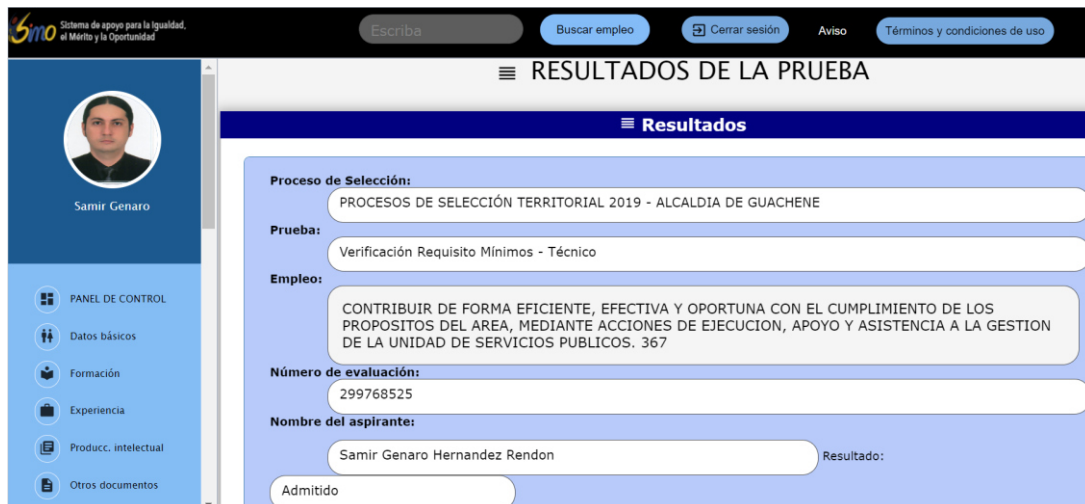 Simo Sistema de apoyo para la Igualdad,
el Mérito y la Oportunidad
Escriba
Buscar empleo
Cerrar sesión
Aviso
Términos y condiciones de uso
Samir Genaro
PANEL DE CONTROL
Datos básicos
Formación
Experiencia
Producc. intelectual
Otros documentos
RESULTADOS DE LA PRUEBA
Resultados
Proceso de Selección:
PROCESOS DE SELECCIÓN TERRITORIAL 2019 - ALCALDIA DE GUACHENE
Prueba:
Verificación Requisito Mínimos - Técnico
Empleo:
CONTRIBUIR DE FORMA EFICIENTE, EFECTIVA Y OPORTUNA CON EL CUMPLIMIENTO DE LOS
PROPOSITOS DEL AREA, MEDIANTE ACCIONES DE EJECUCION, APOYO Y ASISTENCIA A LA GESTION
DE LA UNIDAD DE SERVICIOS PUBLICOS. 367
Número de evaluación:
299768525
Nombre del aspirante:
Samir Genaro Hernandez Rendon
Resultado:
Admitido